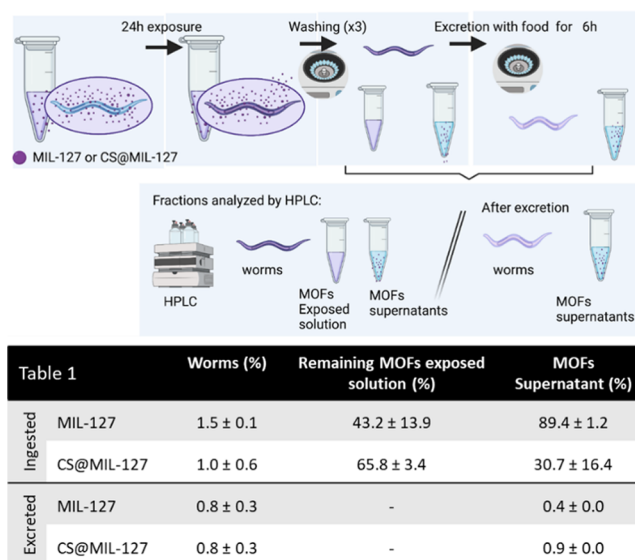 24h exposure
Washing (x3)
Excretion with food for 6h
MIL-127 or CS@MIL-127
Fractions analyzed by HPLC:
After excretion
worms
worms
HPLC
MOFs
Exposed
solution
MOFs
supernatants
MOFs
supernatants
Table 1
Worms (%)
Remaining MOFs exposed
solution (%)
MOFs
Supernatant (%)
Ingested
MIL-127
1.5 ± 0.1
43.2 ± 13.9
89.4 ± 1.2
CS@MIL-127
1.0 ± 0.6
65.8 ± 3.4
30.7 ± 16.4
Excreted
MIL-127
0.8 ± 0.3
-
0.4 ± 0.0
CS@MIL-127
0.8 ± 0.3
-
0.9 ± 0.0